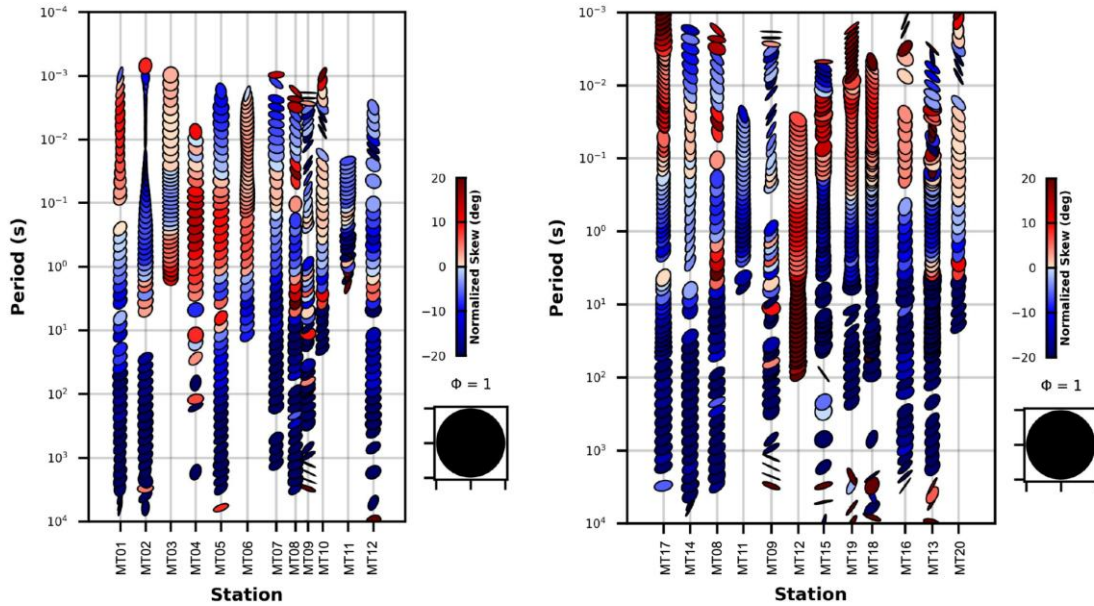 10⁻⁴
10⁻³
10⁻²
10⁻¹
10⁰
10¹
10²
10³
10⁴
Period (s)
MT01
MT02
MT03
MT04
MT05
MT06
MT07
MT08
MT09
MT10
MT11
MT12
Station
20
10
0
−10
−20
Normalized Skew (deg)
Φ = 1
10⁻³
10⁻²
10⁻¹
10⁰
10¹
10²
10³
10⁴
Period (s)
MT17
MT14
MT08
MT11
MT09
MT12
MT15
MT19
MT18
MT16
MT13
MT20
Station
20
10
0
−10
−20
Normalized Skew (deg)
Φ = 1